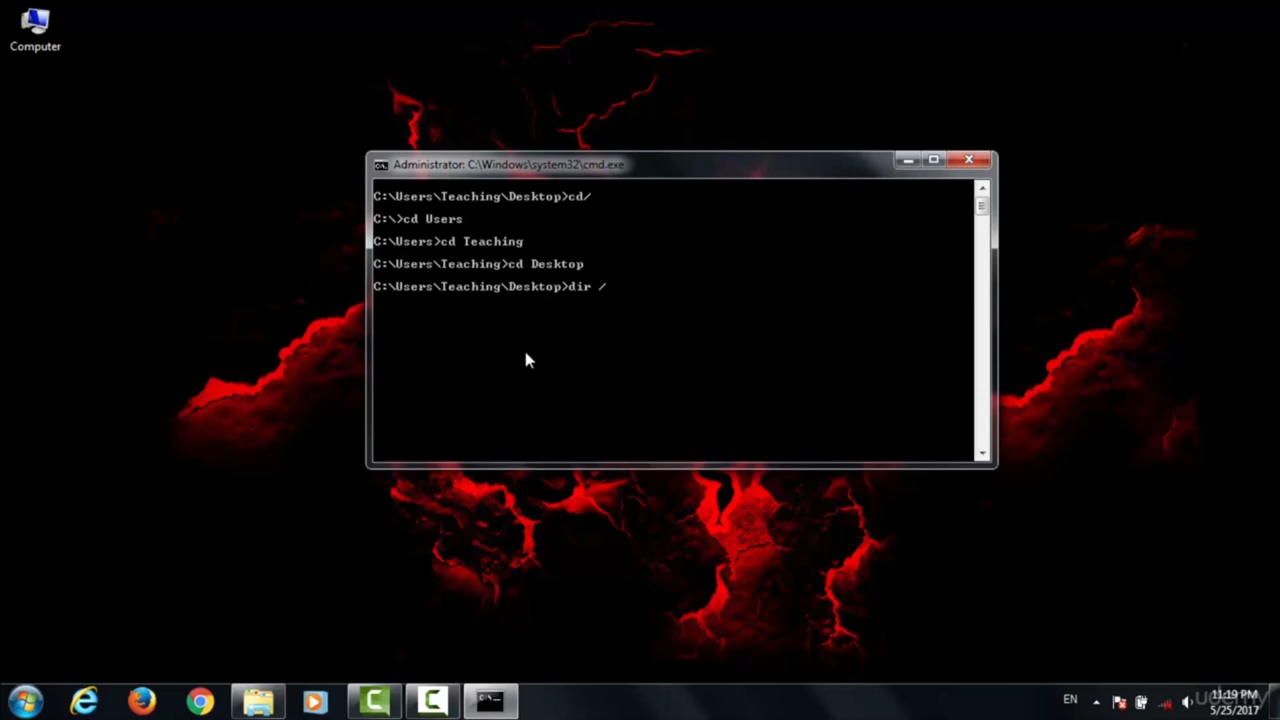 Computer
Administrator: C:\Windows\system32\cmd.exe
C:\Users\Teaching\Desktop>cd/
C:\>cd Users
C:\Users>cd Teaching
C:\Users\Teaching>cd Desktop
C:\Users\Teaching\Desktop>dir /
EN
11:19 PM
5/25/2017
udemy